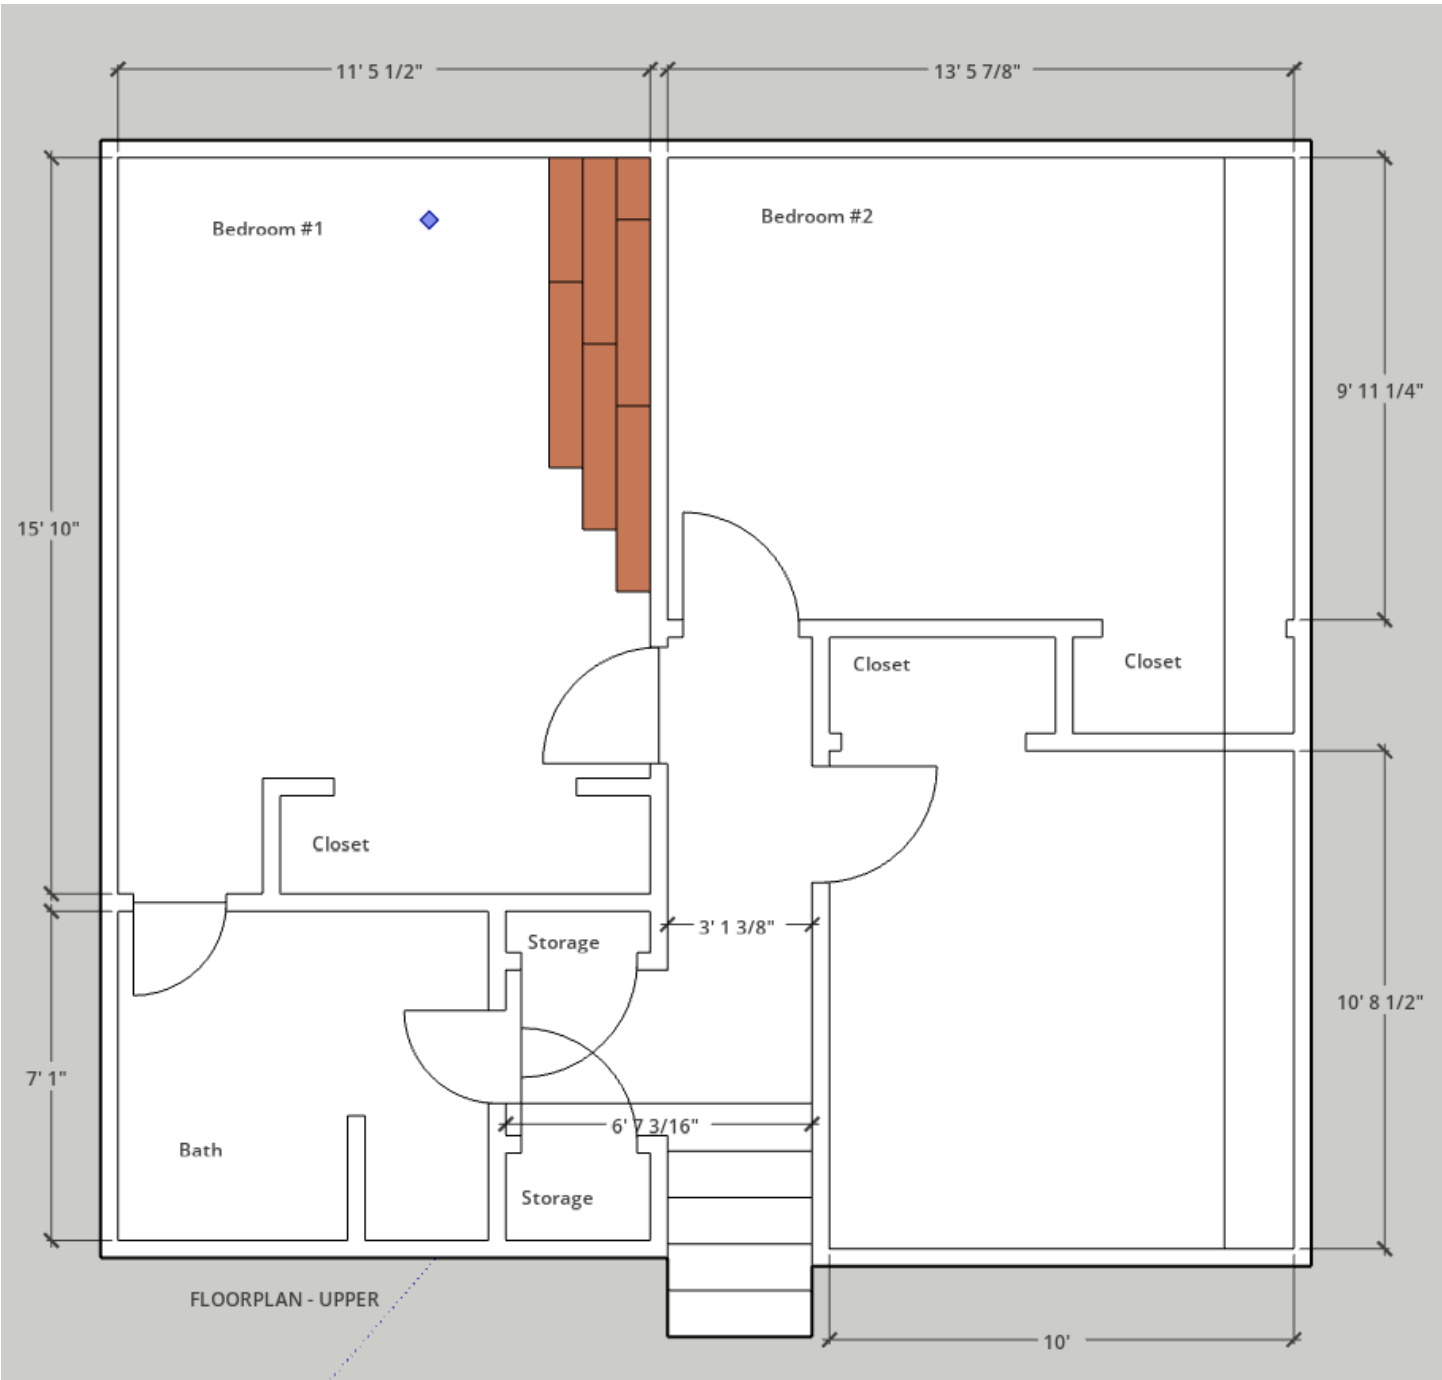 11' 5 1/2"
13' 5 7/8"
Bedroom #1
Bedroom #2
9' 11 1/4"
15' 10"
Closet
Closet
Closet
3' 1 3/8"
Storage
10' 8 1/2"
7' 1"
6' 7 3/16"
Bath
Storage
FLOORPLAN - UPPER
10'